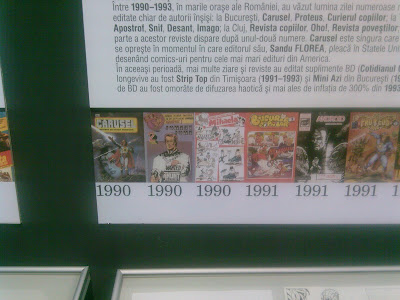 Între 1990-1993, în marile oraşe ale României, au văzut lumina zilei numeroase
editate chiar de autorii înşişi: la Bucureşti, Carusel, Proteus, Curierul copiilor, la
Apostrof, Snif, Desant, Imago; la Cluj, Revista copiilor, Oho!, Revista poveştilor,
parte a acestor reviste dispare după unul-două numere. Carusel este singura care
se opreşte în momentul în care editorul său, Sandu FLOREA, pleacă în Statele Unite
desenând comics-uri pentru cele mai mari edituri din America.
În aceeaşi perioadă, mai multe ziare şi reviste au editat suplimente BD (Cotidianul
longevive au fost Strip Top din Timişoara (1991-1993) şi Mini Azi din Bucureşti
de BD au fost omorâte de difuzarea haotică şi mai ales de inflaţia de 300% din 1993
CARUSEL
1990
1990
1990
1991
1991
1991